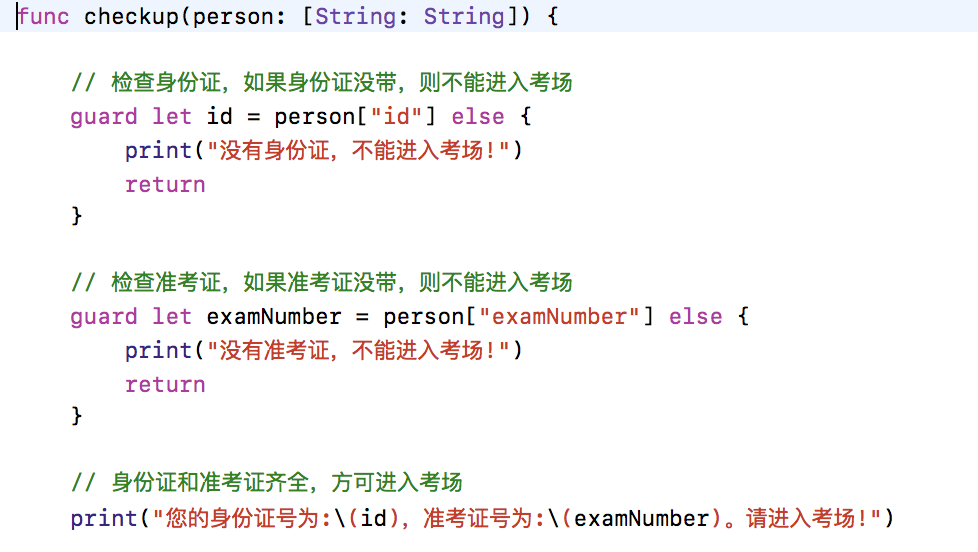 func checkup(person: [String: String]) {
// 检查身份证，如果身份证没带，则不能进入考场
guard let id = person["id"] else {
print("没有身份证，不能进入考场!")
return
}
// 检查准考证，如果准考证没带，则不能进入考场
guard let examNumber = person["examNumber"] else {
print("没有准考证，不能进入考场!")
return
}
// 身份证和准考证齐全，方可进入考场
print("您的身份证号为:\(id)，准考证号为:\(examNumber)。请进入考场!")